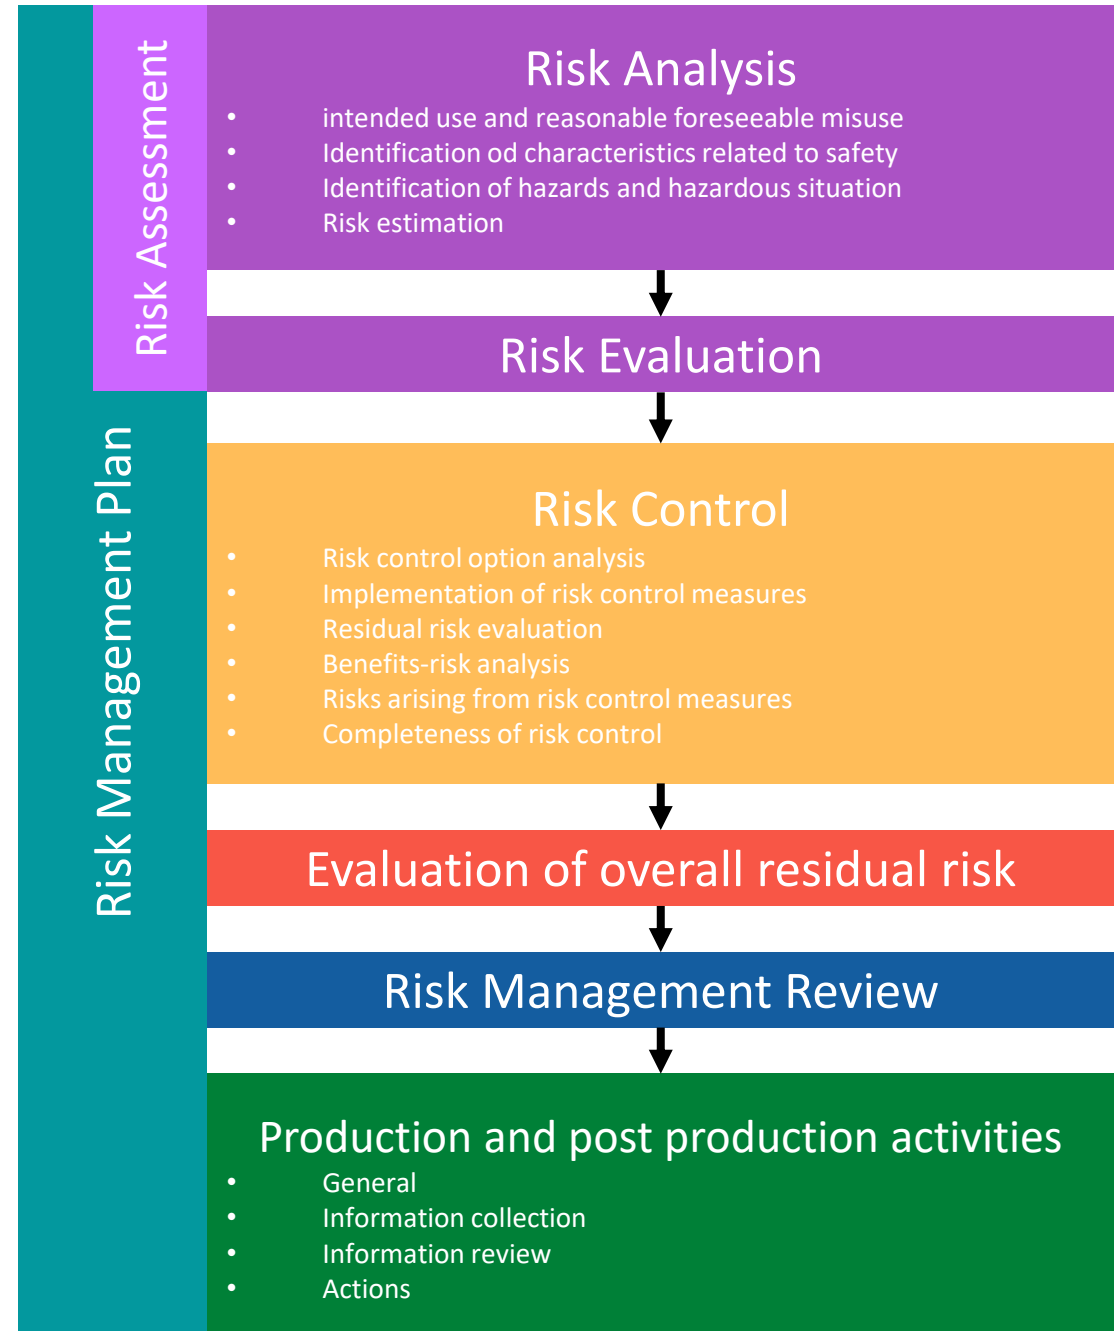 Risk Assessment
Risk Management Plan
Risk Analysis
• intended use and reasonable foreseeable misuse
• Identification od characteristics related to safety
• Identification of hazards and hazardous situation
• Risk estimation
Risk Evaluation
Risk Control
• Risk control option analysis
• Implementation of risk control measures
• Residual risk evaluation
• Benefits-risk analysis
• Risks arising from risk control measures
• Completeness of risk control
Evaluation of overall residual risk
Risk Management Review
Production and post production activities
• General
• Information collection
• Information review
• Actions